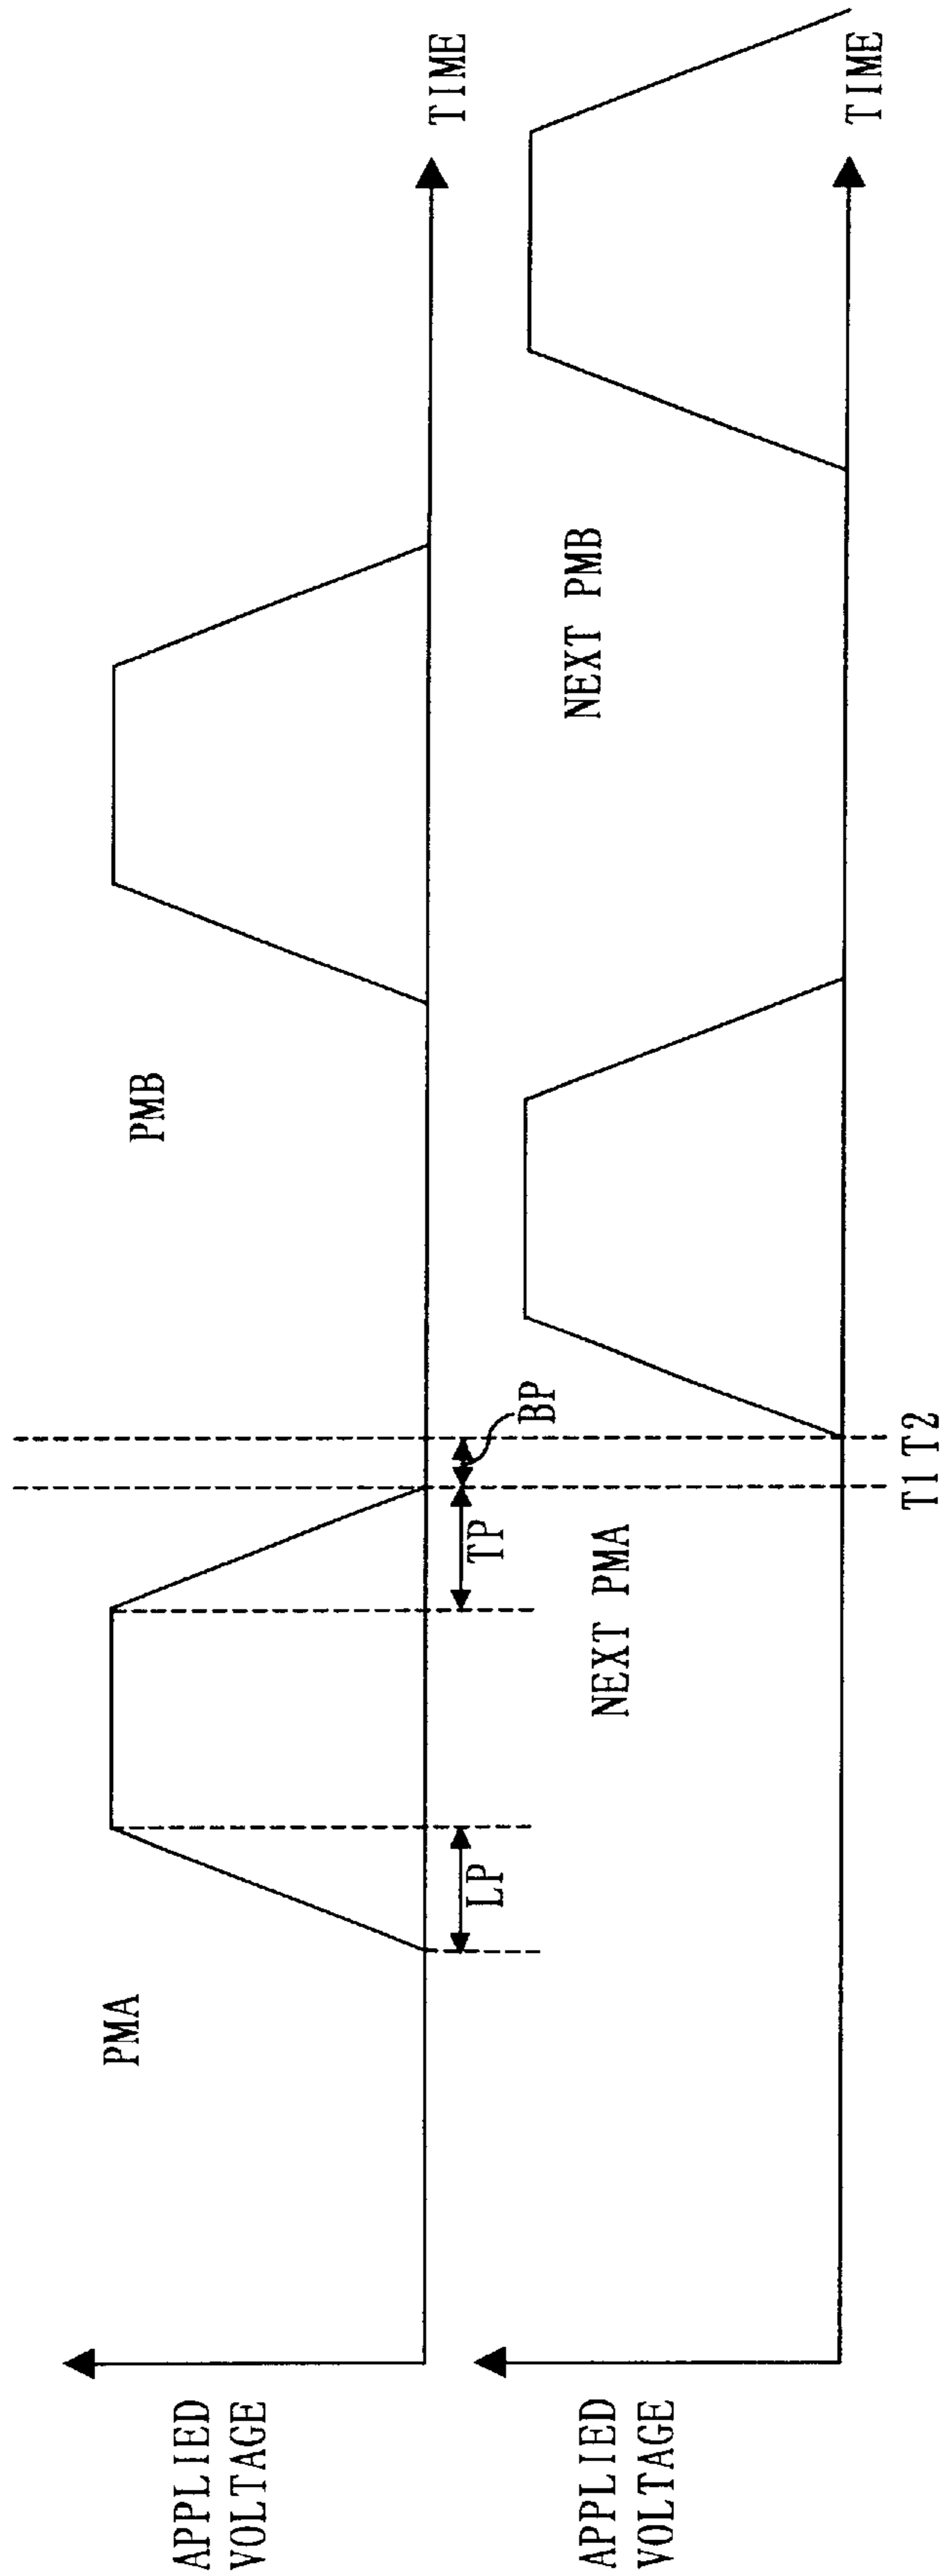 APPLIED
VOLTAGE
PMA
PMB
LP
TP
BP
TIME
APPLIED
VOLTAGE
NEXT PMA
NEXT PMB
TIME
T1 T2